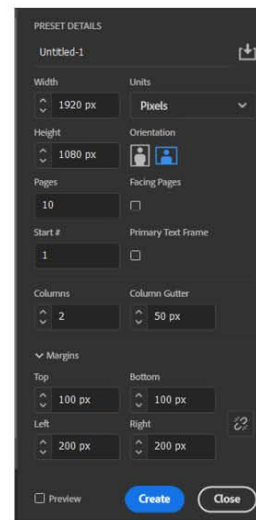 PRESET DETAILS
Untitled-1
Width Units
1920 px Pixels
Height Orientation
1080 px
Pages Facing Pages
10
Start # Primary Text Frame
1
Columns Column Gutter
2 50 px
Margins
Top Bottom
100 px 100 px
Left Right
200 px 200 px
Preview Create Close